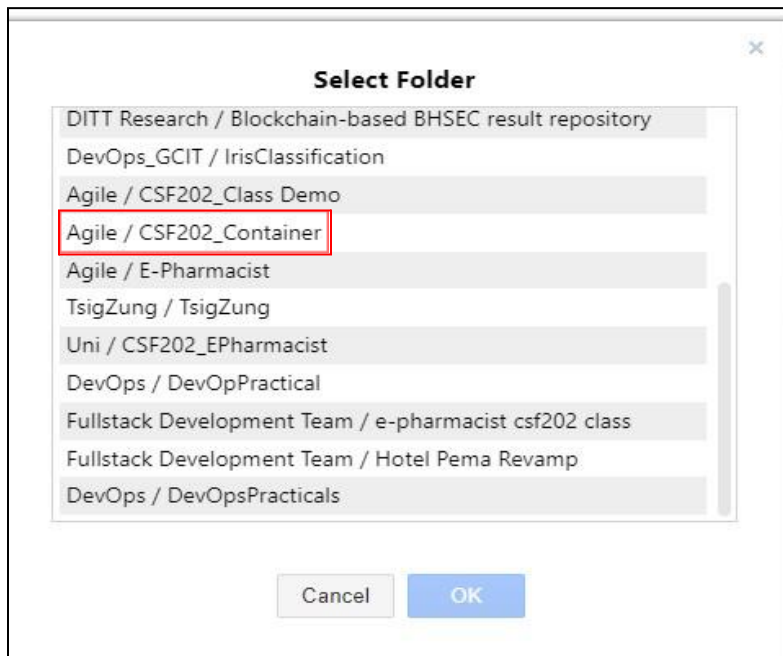 Select Folder
DITT Research / Blockchain-based BHSEC result repository
DevOps_GCIT / IrisClassification
Agile / CSF202_Class Demo
Agile / CSF202_Container
Agile / E-Pharmacist
TsigZung / TsigZung
Uni / CSF202_EPharmacist
DevOps / DevOpPractical
Fullstack Development Team / e-pharmacist csf202 class
Fullstack Development Team / Hotel Pema Revamp
DevOps / DevOpsPracticals
Cancel OK